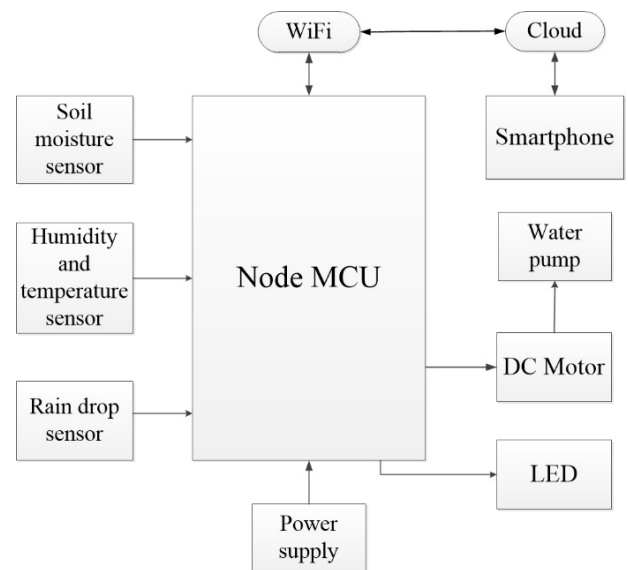 WiFi
Cloud
Soil
moisture
sensor
Smartphone
Humidity
and
temperature
sensor
Node MCU
Water
pump
DC Motor
Rain drop
sensor
LED
Power
supply